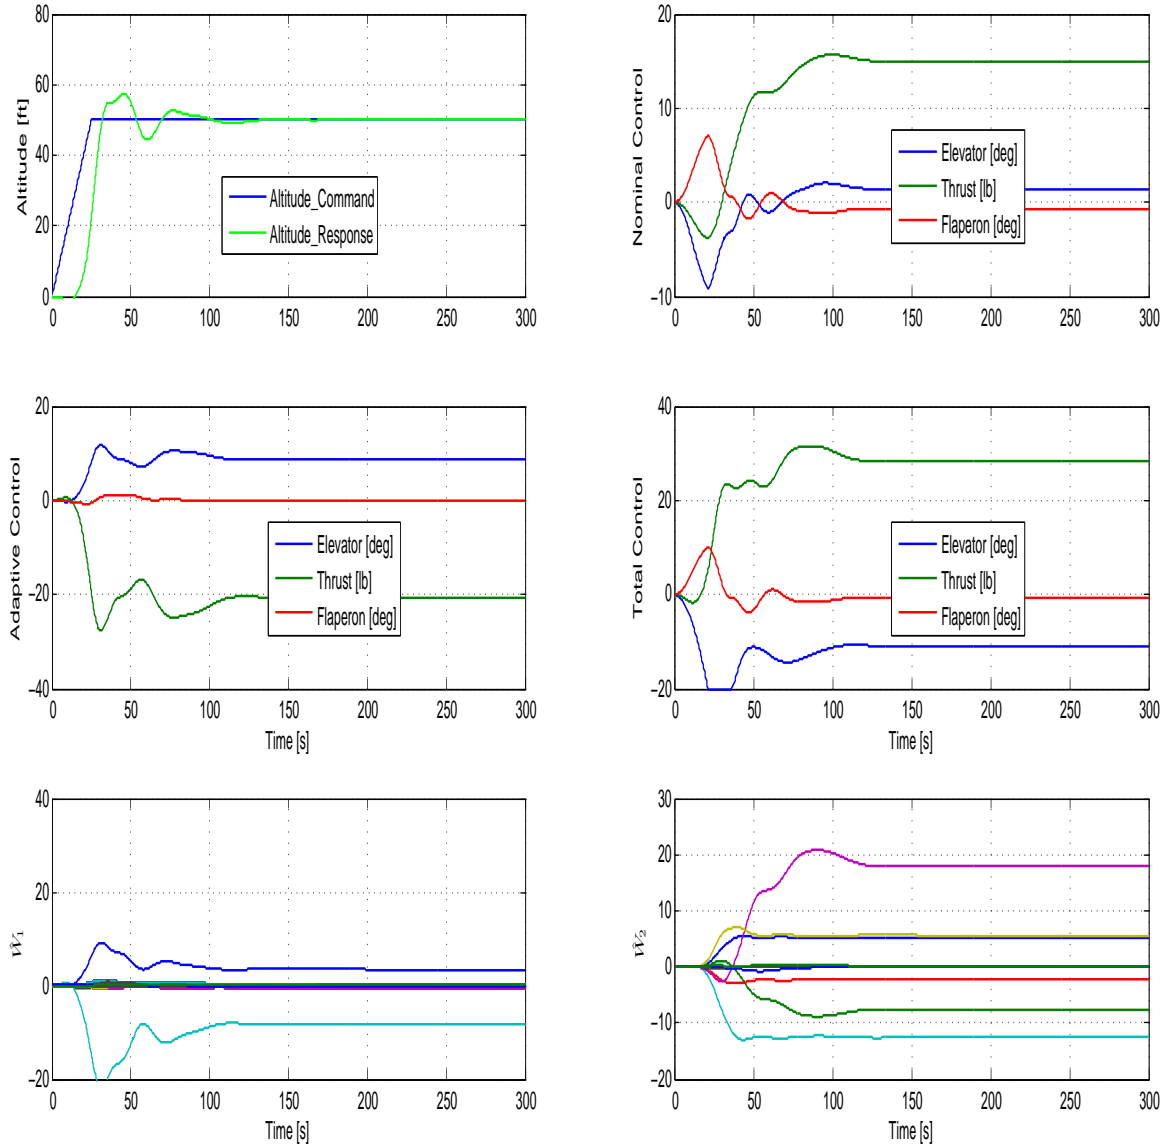 Altitude [ft]
80
60
40
20
0
0 50 100 150 200 250 300
Altitude_Command
Altitude_Response
Nominal Control
20
10
0
−10
0 50 100 150 200 250 300
Elevator [deg]
Thrust [lb]
Flaperon [deg]
Adaptive Control
20
0
−20
−40
0 50 100 150 200 250 300
Time [s]
Elevator [deg]
Thrust [lb]
Flaperon [deg]
Total Control
40
20
0
−20
0 50 100 150 200 250 300
Time [s]
Elevator [deg]
Thrust [lb]
Flaperon [deg]
Ŵ₁
40
20
0
−20
0 50 100 150 200 250 300
Time [s]
Ŵ₂
30
20
10
0
−10
−20
0 50 100 150 200 250 300
Time [s]